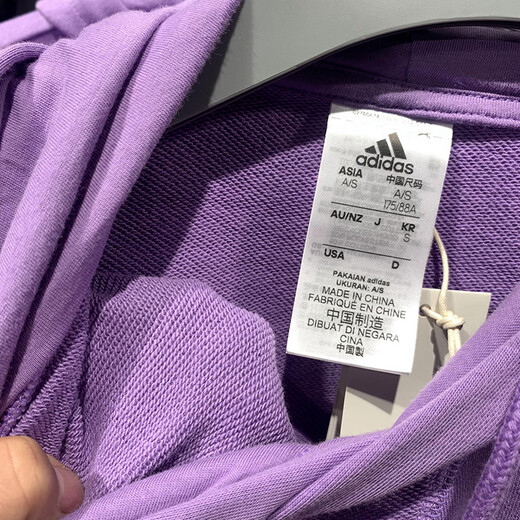 adidas
ASIA 中国尺码
A/S A/S
175/88A
AU/NZ J KR
S
USA D
PAKAIAN adidas
UKURAN: A/S
MADE IN CHINA
FABRIQUÉ EN CHINE
中国制造
DIBUAT DI NEGARA
CINA
中国製